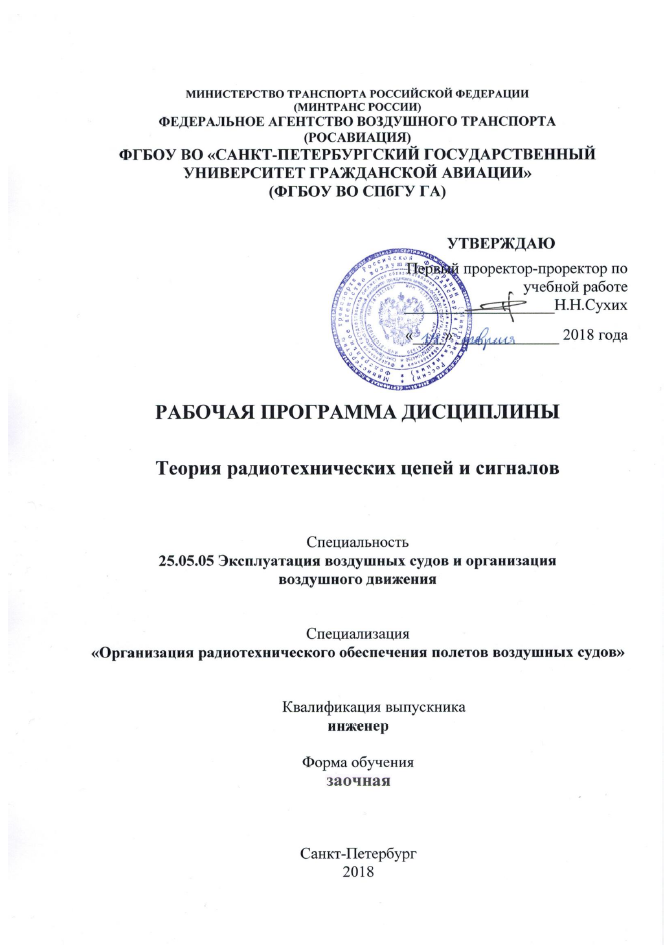 МИНИСТЕРСТВО ТРАНСПОРТА РОССИЙСКОЙ ФЕДЕРАЦИИ
(МИНТРАНС РОССИИ)
ФЕДЕРАЛЬНОЕ АГЕНТСТВО ВОЗДУШНОГО ТРАНСПОРТА
(РОСАВИАЦИЯ)
ФГБОУ ВО «САНКТ-ПЕТЕРБУРГСКИЙ ГОСУДАРСТВЕННЫЙ
УНИВЕРСИТЕТ ГРАЖДАНСКОЙ АВИАЦИИ»
(ФГБОУ ВО СПбГУ ГА)
УТВЕРЖДАЮ
Первый проректор-проректор по
учебной работе
Н.Н.Сухих
« » 2018 года
РАБОЧАЯ ПРОГРАММА ДИСЦИПЛИНЫ
Теория радиотехнических цепей и сигналов
Специальность
25.05.05 Эксплуатация воздушных судов и организация
воздушного движения
Специализация
«Организация радиотехнического обеспечения полетов воздушных судов»
Квалификация выпускника
инженер
Форма обучения
заочная
Санкт-Петербург
2018